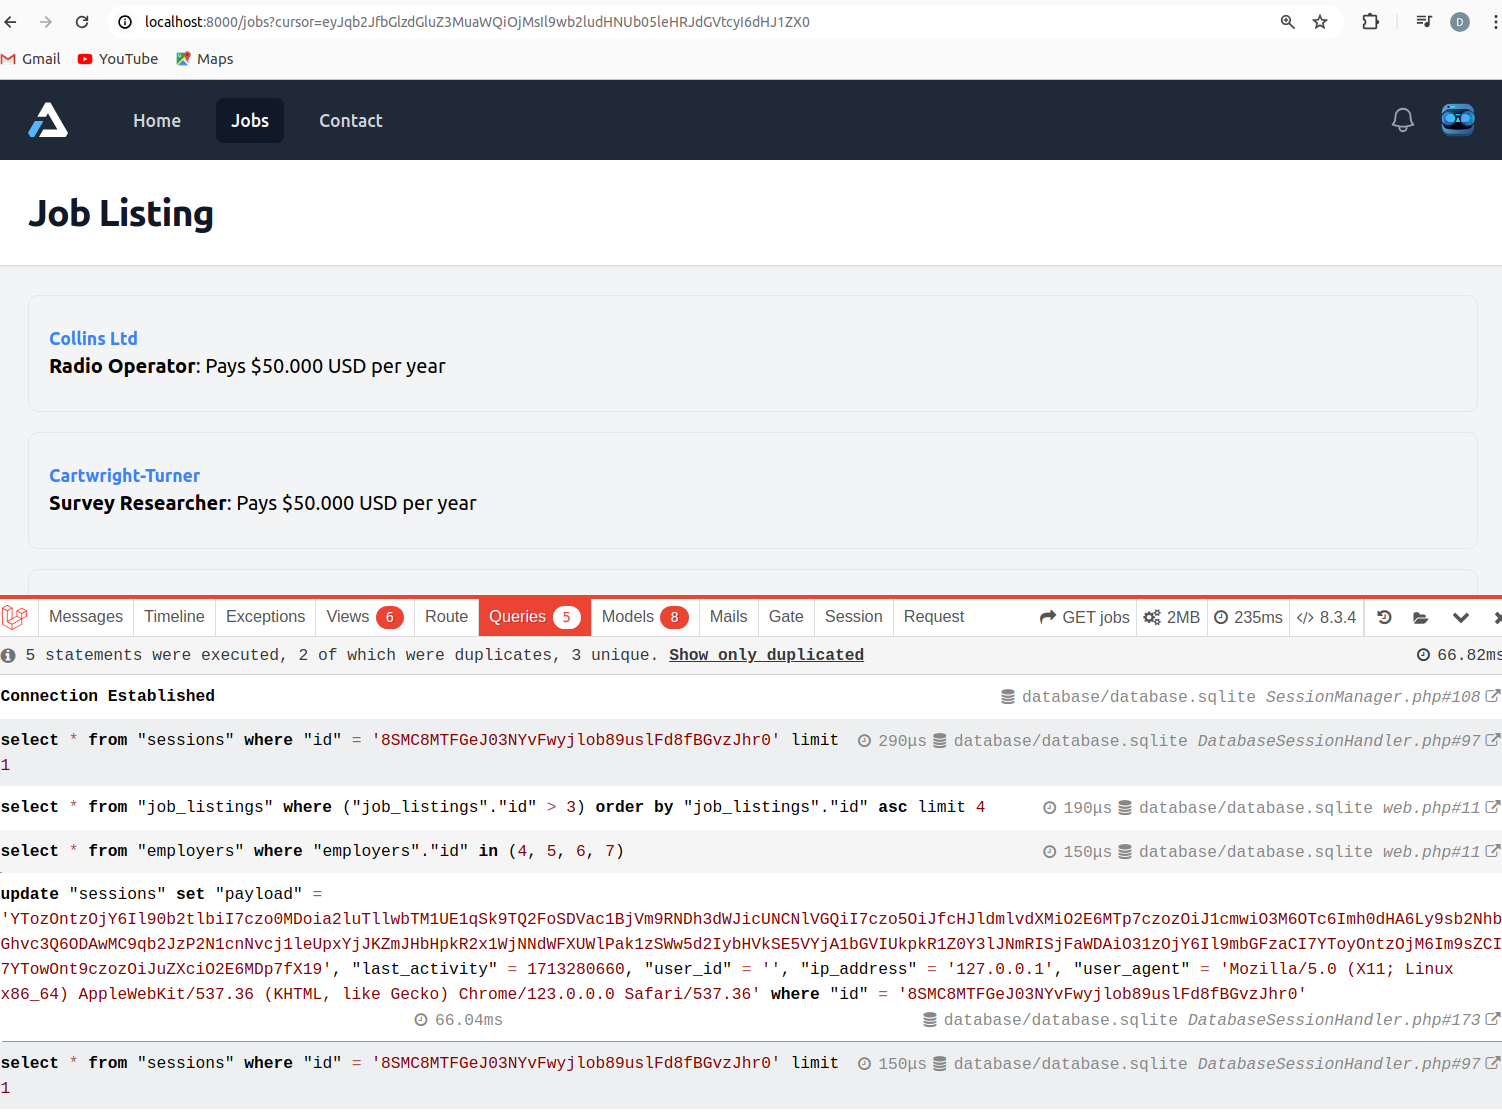 localhost:8000/jobs?cursor=eyJqb2JfbGlzdGluZ3MuaWQiOjMsIl9wb2ludHNUb05leHRJdGVtcyI6dHJ1ZX0
D
Gmail YouTube Maps
Home Jobs Contact
Job Listing
Collins Ltd
Radio Operator: Pays $50.000 USD per year
Cartwright-Turner
Survey Researcher: Pays $50.000 USD per year
Messages Timeline Exceptions Views 6 Route Queries 5 Models 8 Mails Gate Session Request GET jobs 2MB 235ms 8.3.4
5 statements were executed, 2 of which were duplicates, 3 unique. Show only duplicated 66.82ms
Connection Established database/database.sqlite SessionManager.php#108
select * from "sessions" where "id" = '8SMC8MTFGeJ03NYvFwyjlob89uslFd8fBGvzJhr0' limit 290μs database/database.sqlite DatabaseSessionHandler.php#97
1
select * from "job_listings" where ("job_listings"."id" > 3) order by "job_listings"."id" asc limit 4 190μs database/database.sqlite web.php#11
select * from "employers" where "employers"."id" in (4, 5, 6, 7) 150μs database/database.sqlite web.php#11
update "sessions" set "payload" =
'YTozOntzOjY6Il90b2tlbiI7czo0MDoia2luTllwbTM1UE1qSk9TQ2FoSDVac1BjVm9RNDh3dWJicUNCNlVGQiI7czo5OiJfcHJldmlvdXMiO2E6MTp7czozOiJ1cmwiO3M6OTc6Imh0dHA6Ly9sb2Nhb
Ghvc3Q6ODAwMC9qb2JzP2N1cnNvcj1leUpxYjJKZmJHbHpkR2x1WjNNdWFXUWlPak1zSWw5d2IybHVkSE5VYjA1bGVIUkpkR1Z0Y3lJNmRISjFaWDAiO31zOjY6Il9mbGFzaCI7YToyOntzOjM6Im9sZCI
7YTowOnt9czozOiJuZXciO2E6MDp7fX19', "last_activity" = 1713280660, "user_id" = '', "ip_address" = '127.0.0.1', "user_agent" = 'Mozilla/5.0 (X11; Linux
x86_64) AppleWebKit/537.36 (KHTML, like Gecko) Chrome/123.0.0.0 Safari/537.36' where "id" = '8SMC8MTFGeJ03NYvFwyjlob89uslFd8fBGvzJhr0'
66.04ms database/database.sqlite DatabaseSessionHandler.php#173
select * from "sessions" where "id" = '8SMC8MTFGeJ03NYvFwyjlob89uslFd8fBGvzJhr0' limit 150μs database/database.sqlite DatabaseSessionHandler.php#97
1